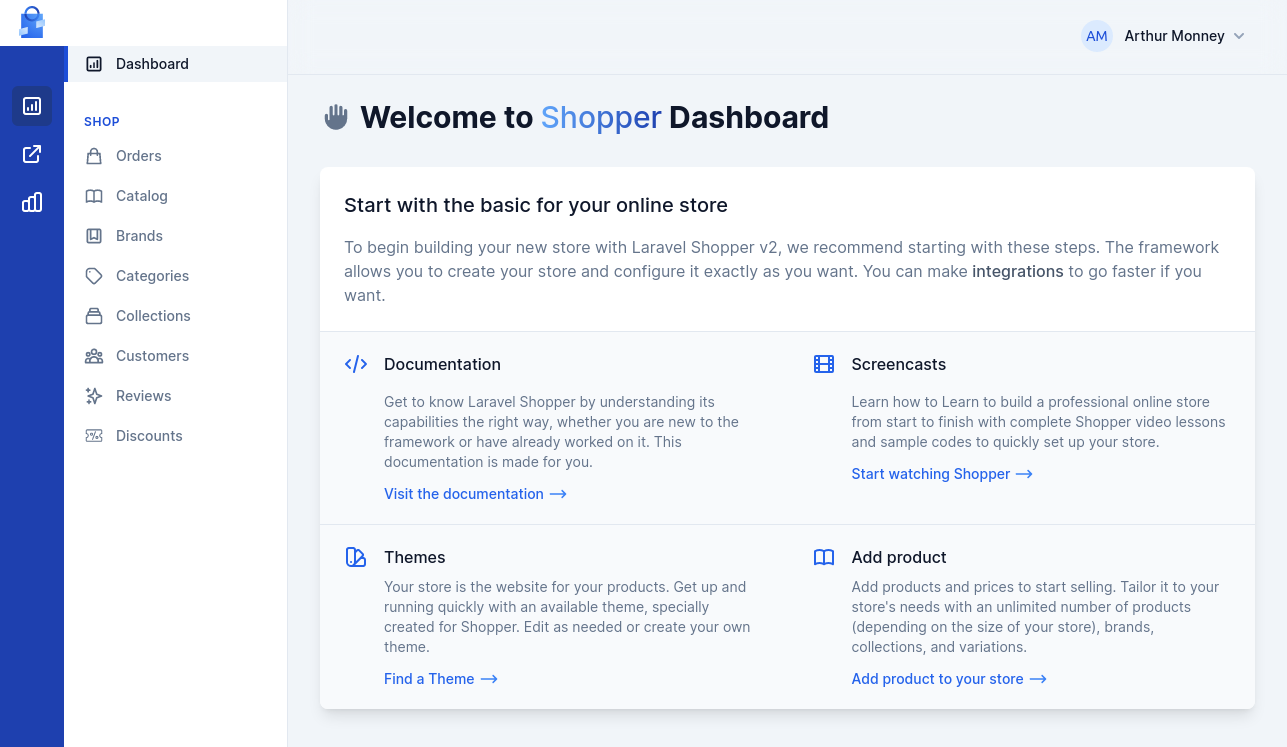 AM
Arthur Monney
Dashboard
SHOP
Orders
Catalog
Brands
Categories
Collections
Customers
Reviews
Discounts
Welcome to Shopper Dashboard
Start with the basic for your online store
To begin building your new store with Laravel Shopper v2, we recommend starting with these steps. The framework
allows you to create your store and configure it exactly as you want. You can make integrations to go faster if you
want.
Documentation
Get to know Laravel Shopper by understanding its
capabilities the right way, whether you are new to the
framework or have already worked on it. This
documentation is made for you.
Visit the documentation
Screencasts
Learn how to Learn to build a professional online store
from start to finish with complete Shopper video lessons
and sample codes to quickly set up your store.
Start watching Shopper
Themes
Your store is the website for your products. Get up and
running quickly with an available theme, specially
created for Shopper. Edit as needed or create your own
theme.
Find a Theme
Add product
Add products and prices to start selling. Tailor it to your
store's needs with an unlimited number of products
(depending on the size of your store), brands,
collections, and variations.
Add product to your store